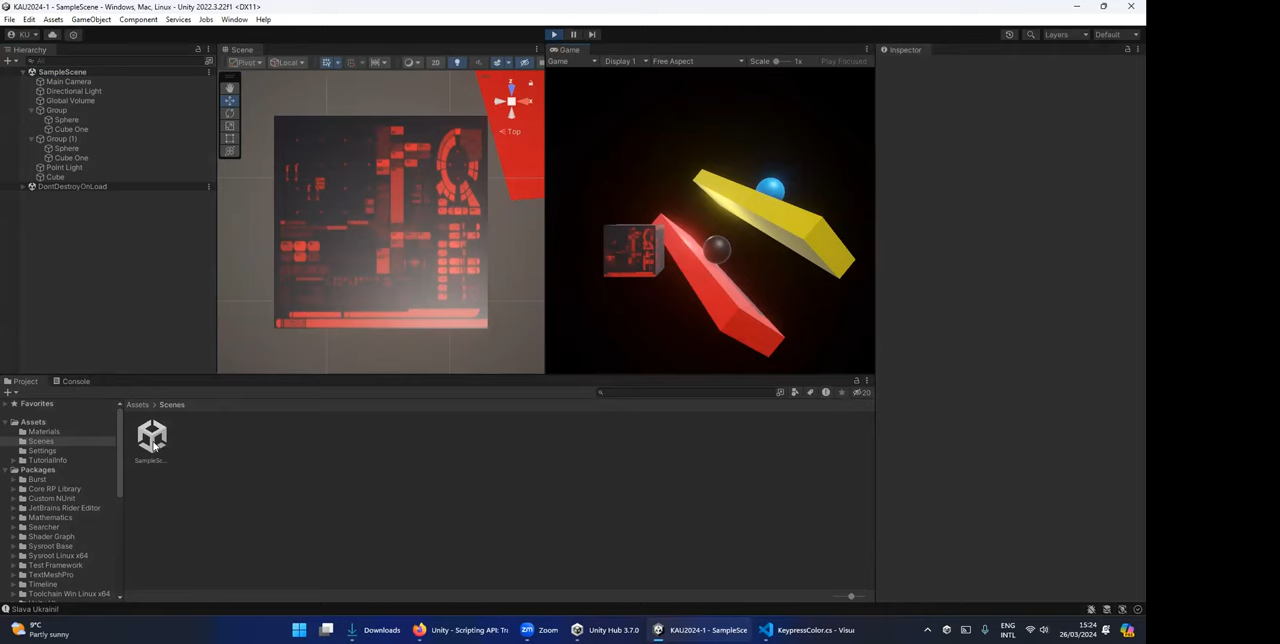 KAU2024-1 - SampleScene - Windows, Mac, Linux - Unity 2022.3.22f1 <DX11>
File Edit Assets GameObject Component Services Jobs Window Help
KU
Layers Default
Hierarchy
All
SampleScene
Main Camera
Directional Light
Global Volume
Group
Sphere
Cube One
Group (1)
Sphere
Cube One
Point Light
Cube
DontDestroyOnLoad
Scene
Pivot Local 2D
z
x
Top
Game
Game Display 1 Free Aspect Scale 1x Play Focused
Inspector
Project Console
20
Favorites
Assets
Materials
Scenes
Settings
TutorialInfo
Packages
Burst
Core RP Library
Custom NUnit
JetBrains Rider Editor
Mathematics
Searcher
Shader Graph
Sysroot Base
Sysroot Linux x64
Test Framework
TextMeshPro
Timeline
Toolchain Win Linux x64
Assets > Scenes
SampleSc...
Slava Ukraini!
9°C
Partly sunny
Downloads
Unity - Scripting API: Tra
Zoom
Unity Hub 3.7.0
KAU2024-1 - SampleSce
KeypressColor.cs - Visu
ENG
INTL
15:24
26/03/2024